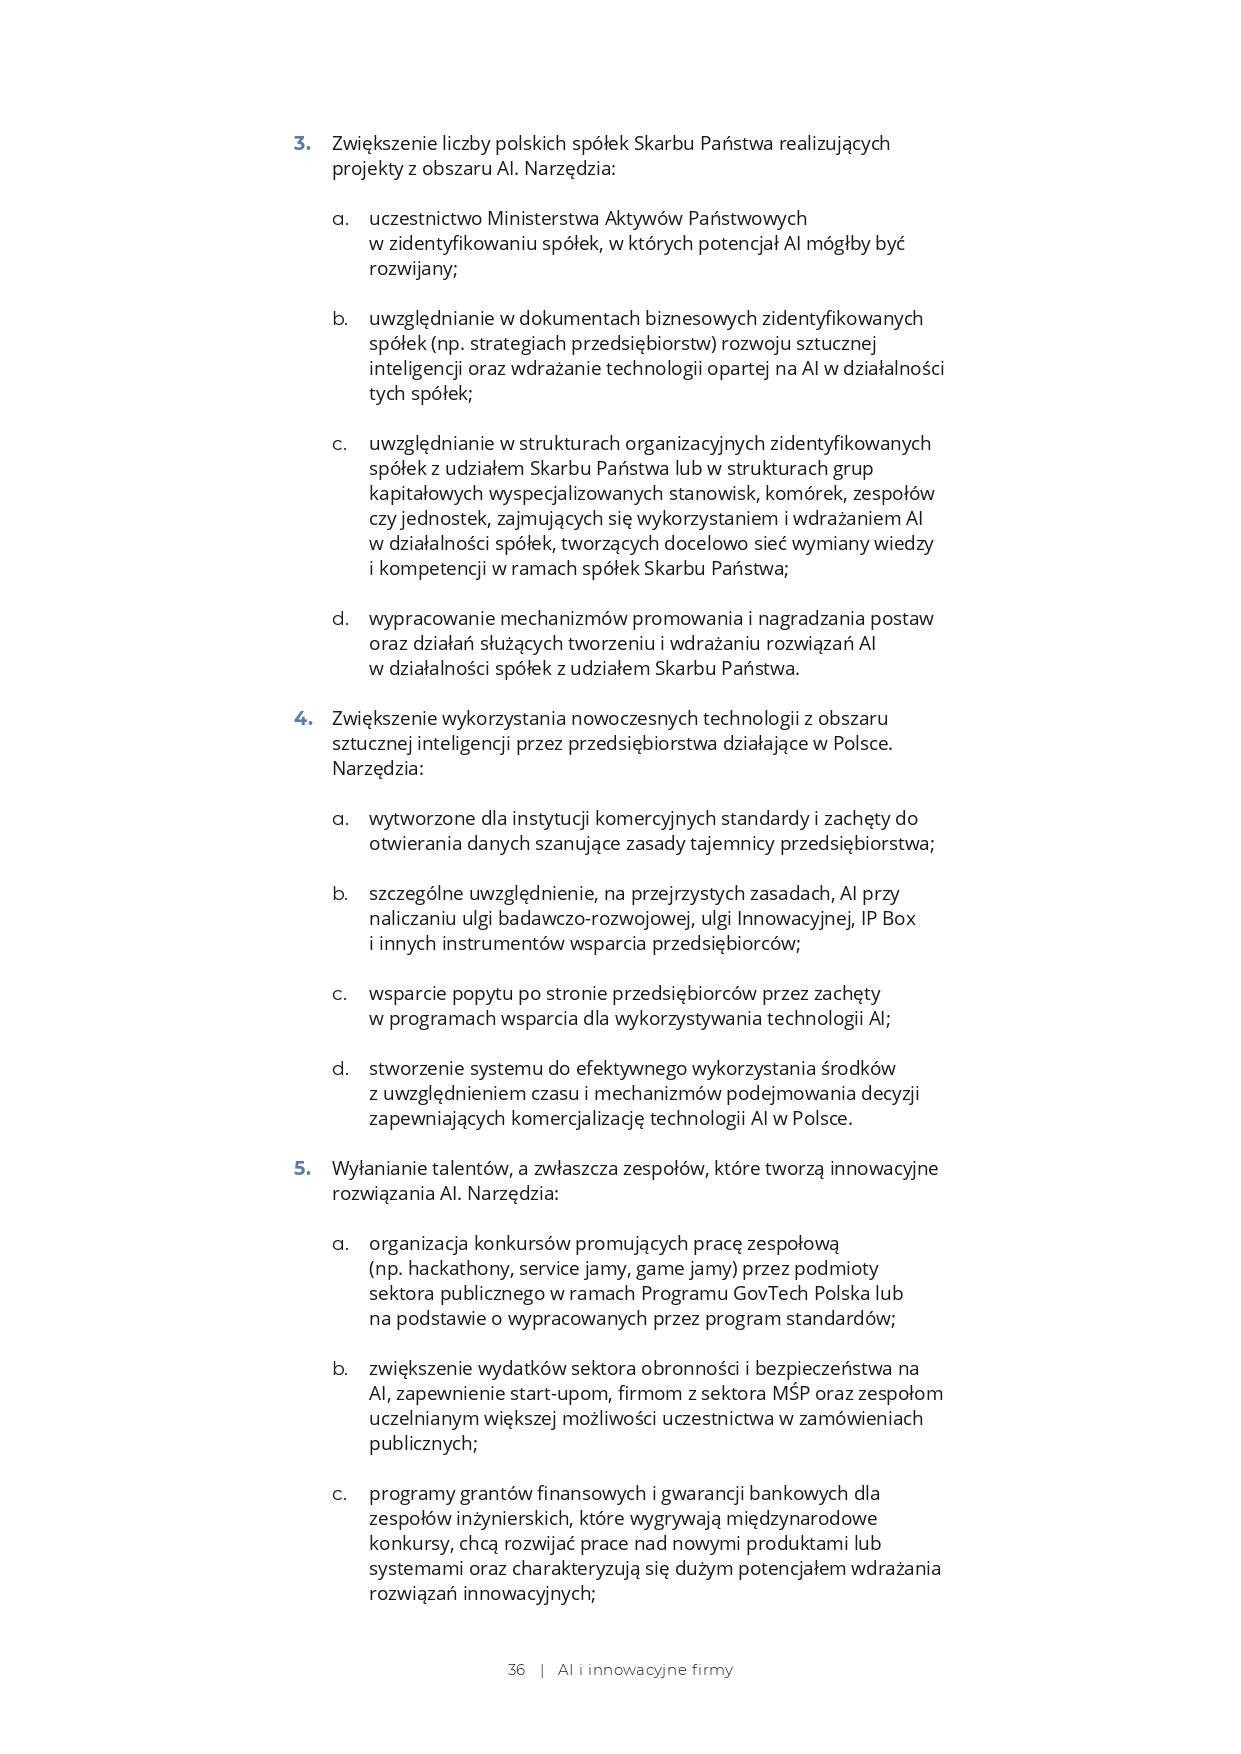 3. Zwiększenie liczby polskich spółek Skarbu Państwa realizujących
projekty z obszaru AI. Narzędzia:
a. uczestnictwo Ministerstwa Aktywów Państwowych
w zidentyfikowaniu spółek, w których potencjał AI mógłby być
rozwijany;
b. uwzględnianie w dokumentach biznesowych zidentyfikowanych
spółek (np. strategiach przedsiębiorstw) rozwoju sztucznej
inteligencji oraz wdrażanie technologii opartej na AI w działalności
tych spółek;
c. uwzględnianie w strukturach organizacyjnych zidentyfikowanych
spółek z udziałem Skarbu Państwa lub w strukturach grup
kapitałowych wyspecjalizowanych stanowisk, komórek, zespołów
czy jednostek, zajmujących się wykorzystaniem i wdrażaniem AI
w działalności spółek, tworzących docelowo sieć wymiany wiedzy
i kompetencji w ramach spółek Skarbu Państwa;
d. wypracowanie mechanizmów promowania i nagradzania postaw
oraz działań służących tworzeniu i wdrażaniu rozwiązań AI
w działalności spółek z udziałem Skarbu Państwa.
4. Zwiększenie wykorzystania nowoczesnych technologii z obszaru
sztucznej inteligencji przez przedsiębiorstwa działające w Polsce.
Narzędzia:
a. wytworzone dla instytucji komercyjnych standardy i zachęty do
otwierania danych szanujące zasady tajemnicy przedsiębiorstwa;
b. szczególne uwzględnienie, na przejrzystych zasadach, AI przy
naliczaniu ulgi badawczo-rozwojowej, ulgi Innowacyjnej, IP Box
i innych instrumentów wsparcia przedsiębiorców;
c. wsparcie popytu po stronie przedsiębiorców przez zachęty
w programach wsparcia dla wykorzystywania technologii AI;
d. stworzenie systemu do efektywnego wykorzystania środków
z uwzględnieniem czasu i mechanizmów podejmowania decyzji
zapewniających komercjalizację technologii AI w Polsce.
5. Wyłanianie talentów, a zwłaszcza zespołów, które tworzą innowacyjne
rozwiązania AI. Narzędzia:
a. organizacja konkursów promujących pracę zespołową
(np. hackathony, service jamy, game jamy) przez podmioty
sektora publicznego w ramach Programu GovTech Polska lub
na podstawie o wypracowanych przez program standardów;
b. zwiększenie wydatków sektora obronności i bezpieczeństwa na
AI, zapewnienie start-upom, firmom z sektora MŚP oraz zespołom
uczelnianym większej możliwości uczestnictwa w zamówieniach
publicznych;
c. programy grantów finansowych i gwarancji bankowych dla
zespołów inżynierskich, które wygrywają międzynarodowe
konkursy, chcą rozwijać prace nad nowymi produktami lub
systemami oraz charakteryzują się dużym potencjałem wdrażania
rozwiązań innowacyjnych;
36 | AI i innowacyjne firmy